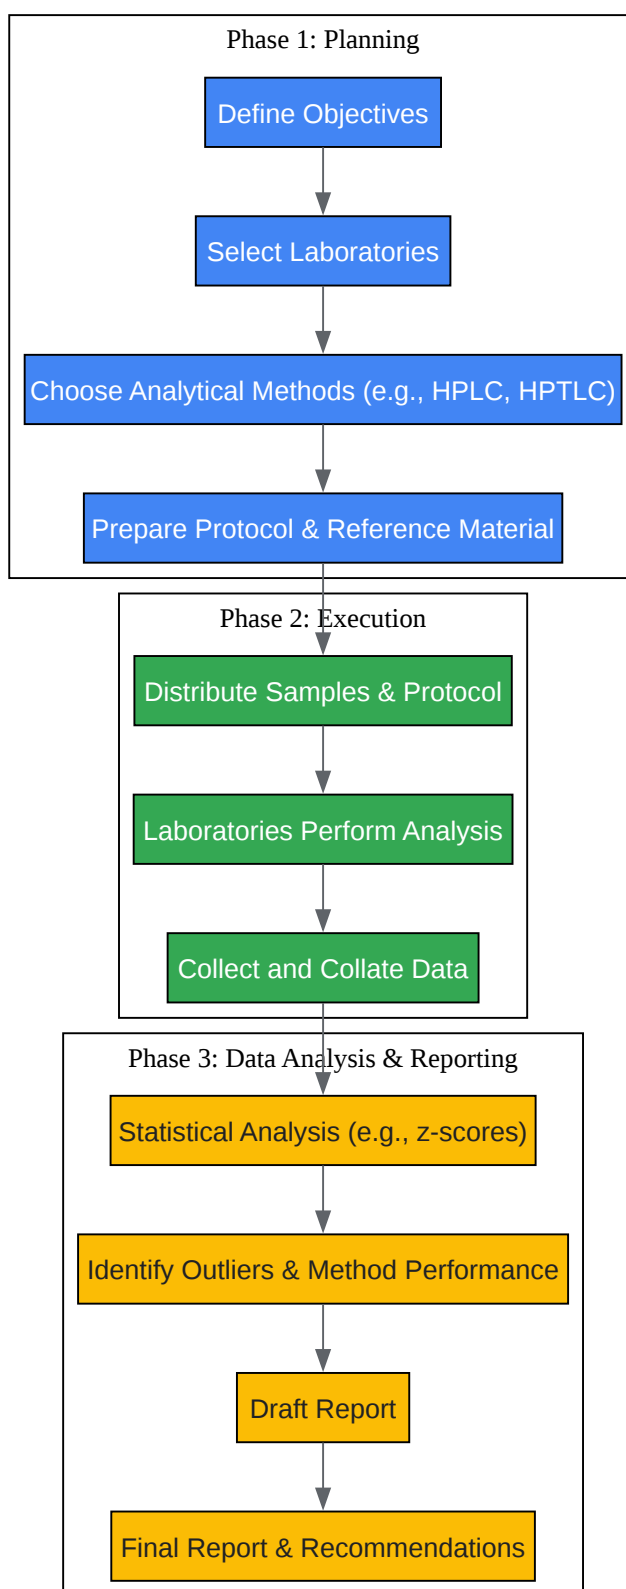 Phase 1: Planning
Define Objectives
Select Laboratories
Choose Analytical Methods (e.g., HPLC, HPTLC)
Prepare Protocol & Reference Material
Phase 2: Execution
Distribute Samples & Protocol
Laboratories Perform Analysis
Collect and Collate Data
Phase 3: Data Analysis & Reporting
Statistical Analysis (e.g., z-scores)
Identify Outliers & Method Performance
Draft Report
Final Report & Recommendations